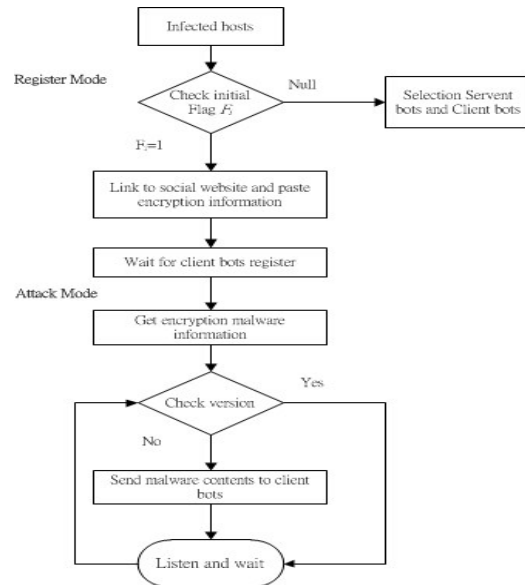 Infected hosts
Register Mode
Check initial
Flag Fᵢ
Null
Selection Servent
bots and Client bots
Fᵢ=1
Link to social website and paste
encryption information
Wait for client bots register
Attack Mode
Get encryption malware
information
Check version
Yes
No
Send malware contents to client
bots
Listen and wait